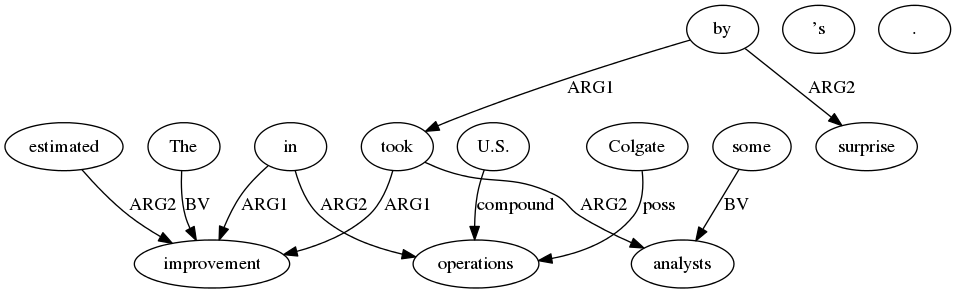 by ’s .
ARG1 ARG2
estimated The in took U.S. Colgate some surprise
ARG2 BV ARG1 ARG2 ARG1 compound ARG2 poss BV
improvement operations analysts